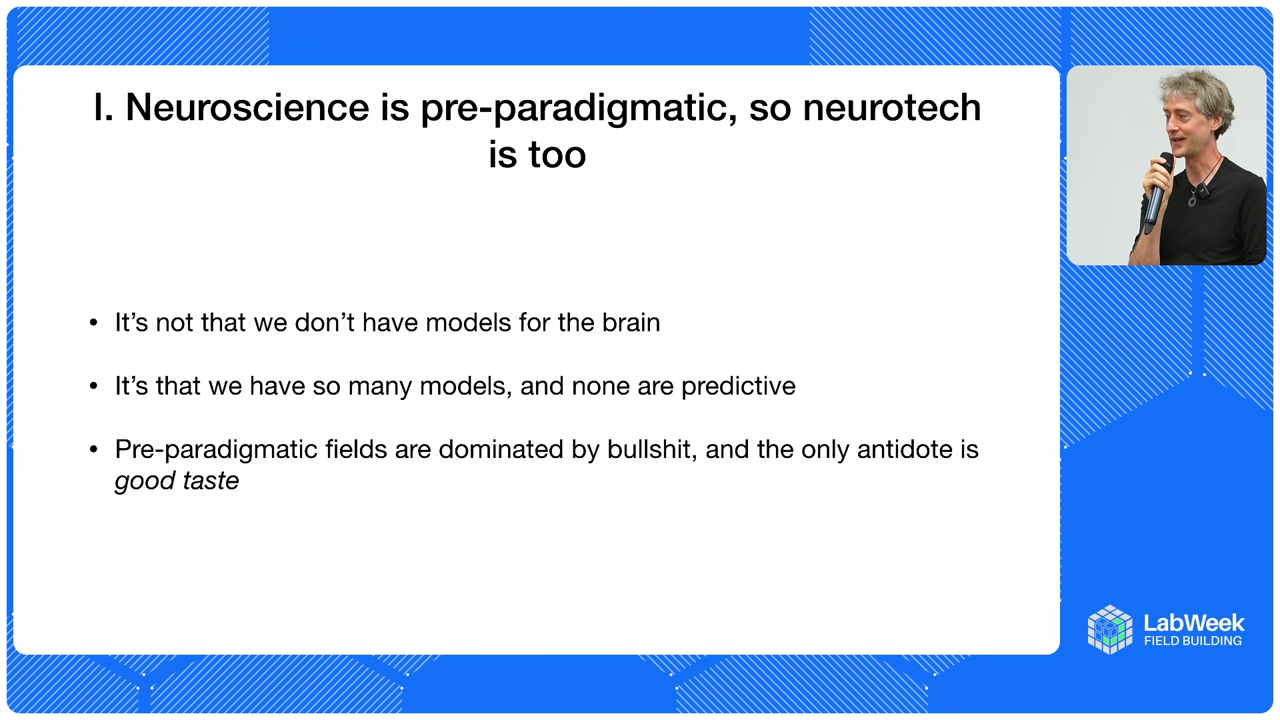 I. Neuroscience is pre-paradigmatic, so neurotech
is too
• It’s not that we don’t have models for the brain
• It’s that we have so many models, and none are predictive
• Pre-paradigmatic fields are dominated by bullshit, and the only antidote is
good taste
LabWeek
FIELD BUILDING